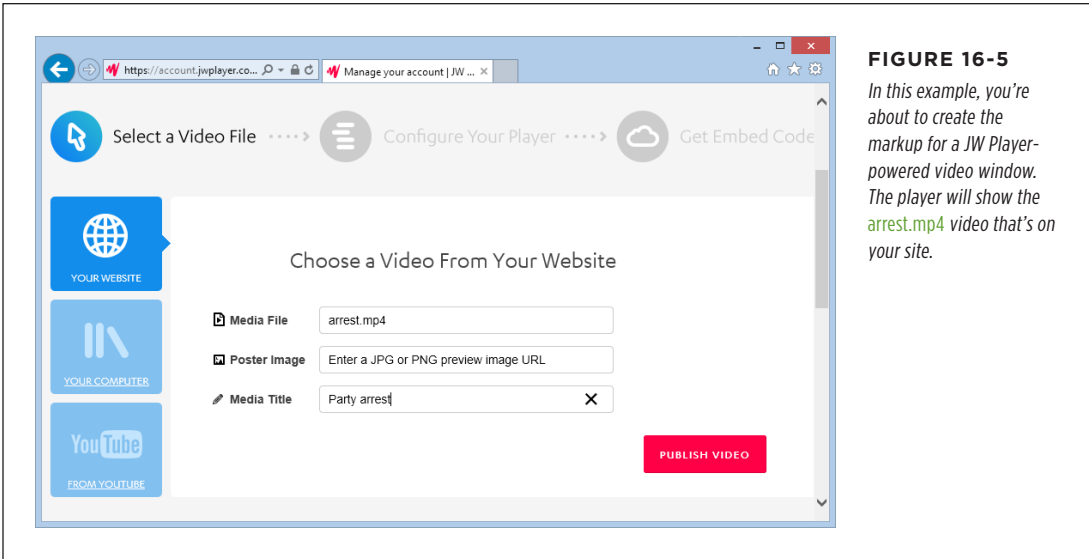 https://account.jwplayer.co...
Manage your account | JW ...
Select a Video File
Configure Your Player
Get Embed Code
YOUR WEBSITE
YOUR COMPUTER
You Tube
FROM YOUTUBE
Choose a Video From Your Website
Media File
arrest.mp4
Poster Image
Enter a JPG or PNG preview image URL
Media Title
Party arrest
PUBLISH VIDEO
FIGURE 16-5
In this example, you’re
about to create the
markup for a JW Player-
powered video window.
The player will show the
arrest.mp4 video that’s on
your site.